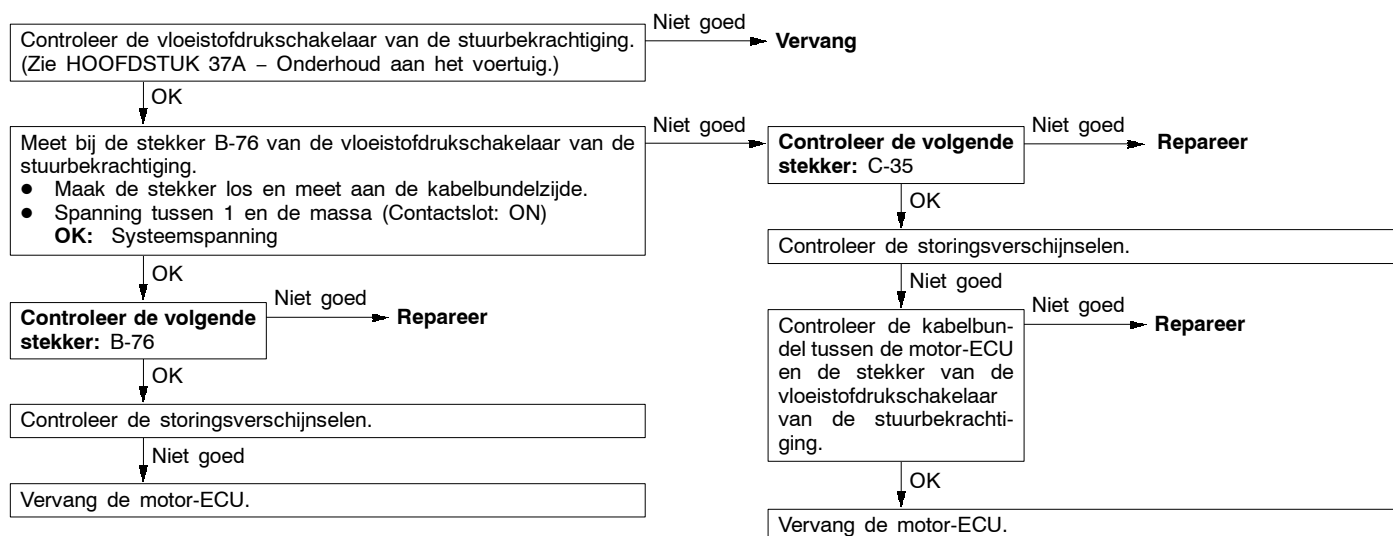 Controleer de vloeistofdrukschakelaar van de stuurbekrachtiging.
(Zie HOOFDSTUK 37A – Onderhoud aan het voertuig.)
Niet goed
Vervang
OK
Meet bij de stekker B-76 van de vloeistofdrukschakelaar van de
stuurbekrachtiging.
● Maak de stekker los en meet aan de kabelbundelzijde.
● Spanning tussen 1 en de massa (Contactslot: ON)
OK: Systeemspanning
Niet goed
OK
Controleer de volgende
stekker: B-76
Niet goed
Repareer
OK
Controleer de storingsverschijnselen.
Niet goed
Vervang de motor-ECU.
Controleer de volgende
stekker: C-35
Niet goed
Repareer
OK
Controleer de storingsverschijnselen.
Niet goed
Controleer de kabelbun-
del tussen de motor-ECU
en de stekker van de
vloeistofdrukschakelaar
van de stuurbekrachti-
ging.
Niet goed
Repareer
OK
Vervang de motor-ECU.